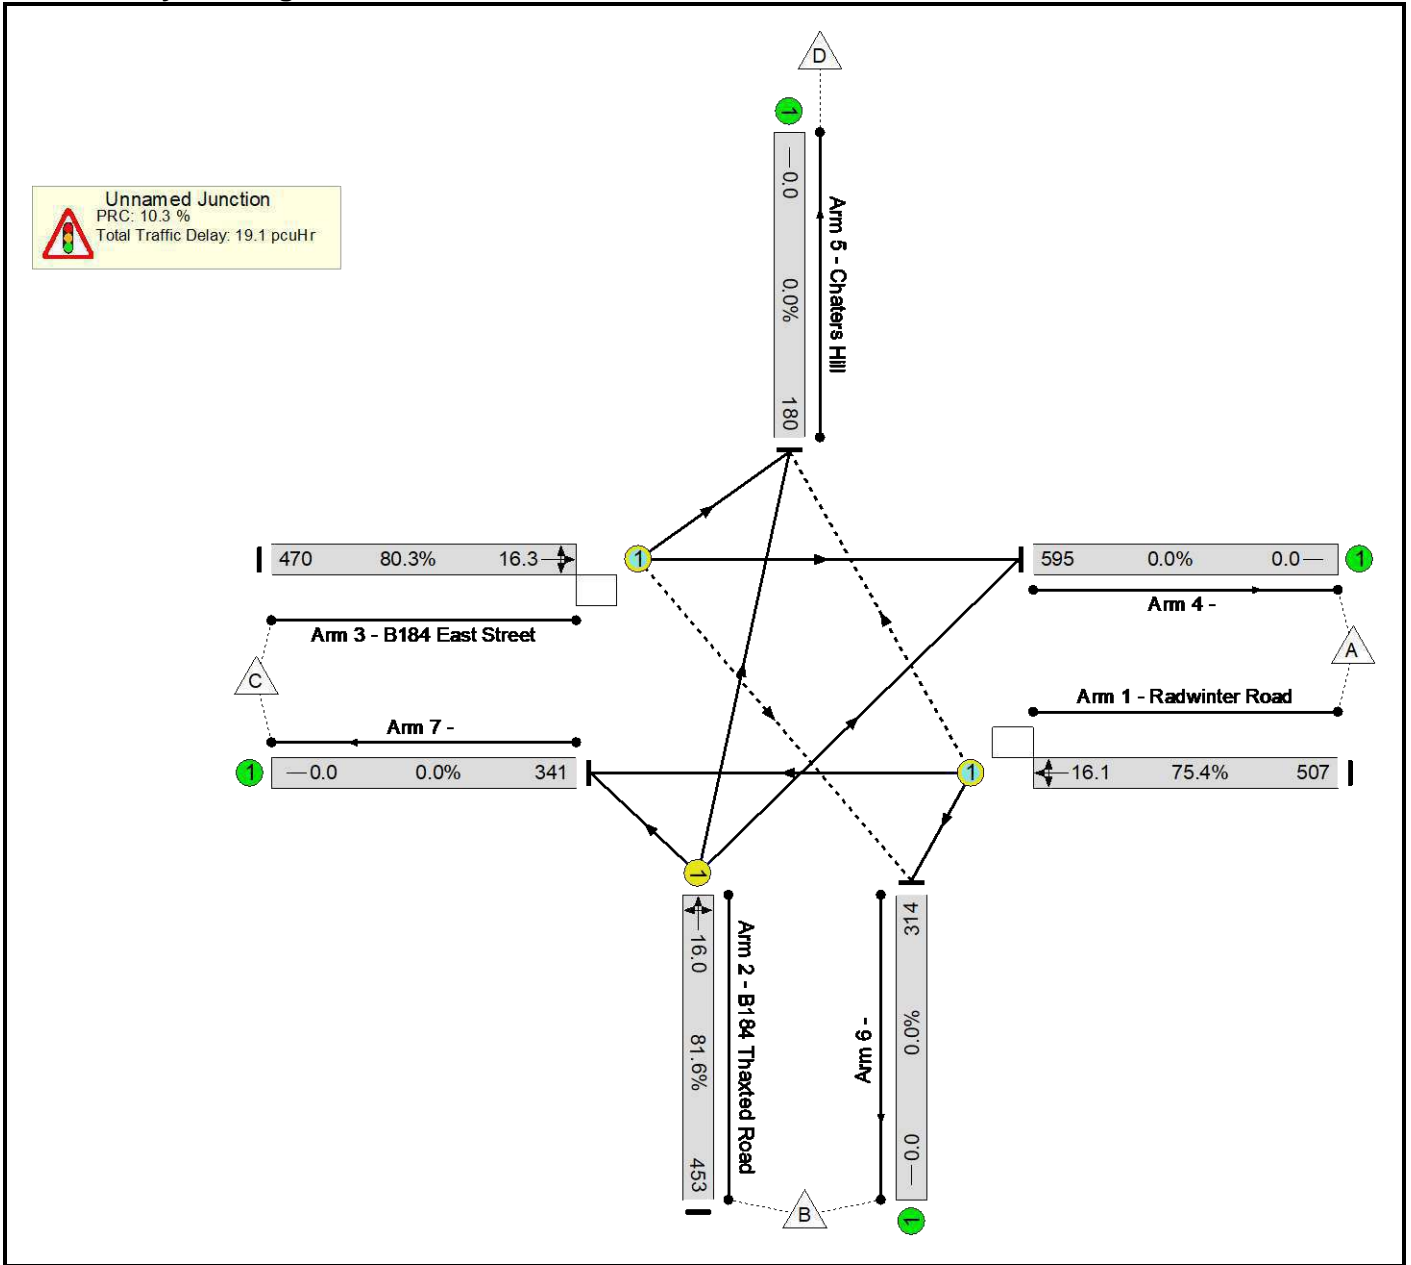 D
1
0.0
0.0%
180
Arm 5 - Chaters Hill
Unnamed Junction
PRC: 10.3 %
Total Traffic Delay: 19.1 pcuHr
470 80.3% 16.3
1
595 0.0% 0.0
1
Arm 4 -
Arm 3 - B184 East Street
A
C
Arm 1 - Radwinter Road
Arm 7 -
1
0.0 0.0% 341
1
16.1 75.4% 507
1
16.0
81.6%
453
Arm 2 - B184 Thaxted Road
Arm 6 -
314
0.0%
0.0
B
1